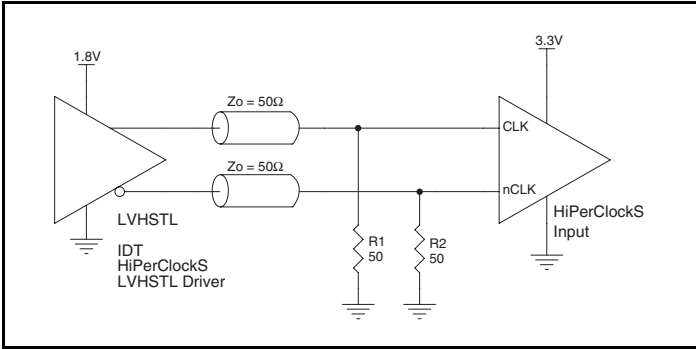 1.8V
3.3V
Zo = 50Ω
CLK
Zo = 50Ω
nCLK
LVHSTL
IDT
HiPerClockS
LVHSTL Driver
R1
50
R2
50
HiPerClockS
Input